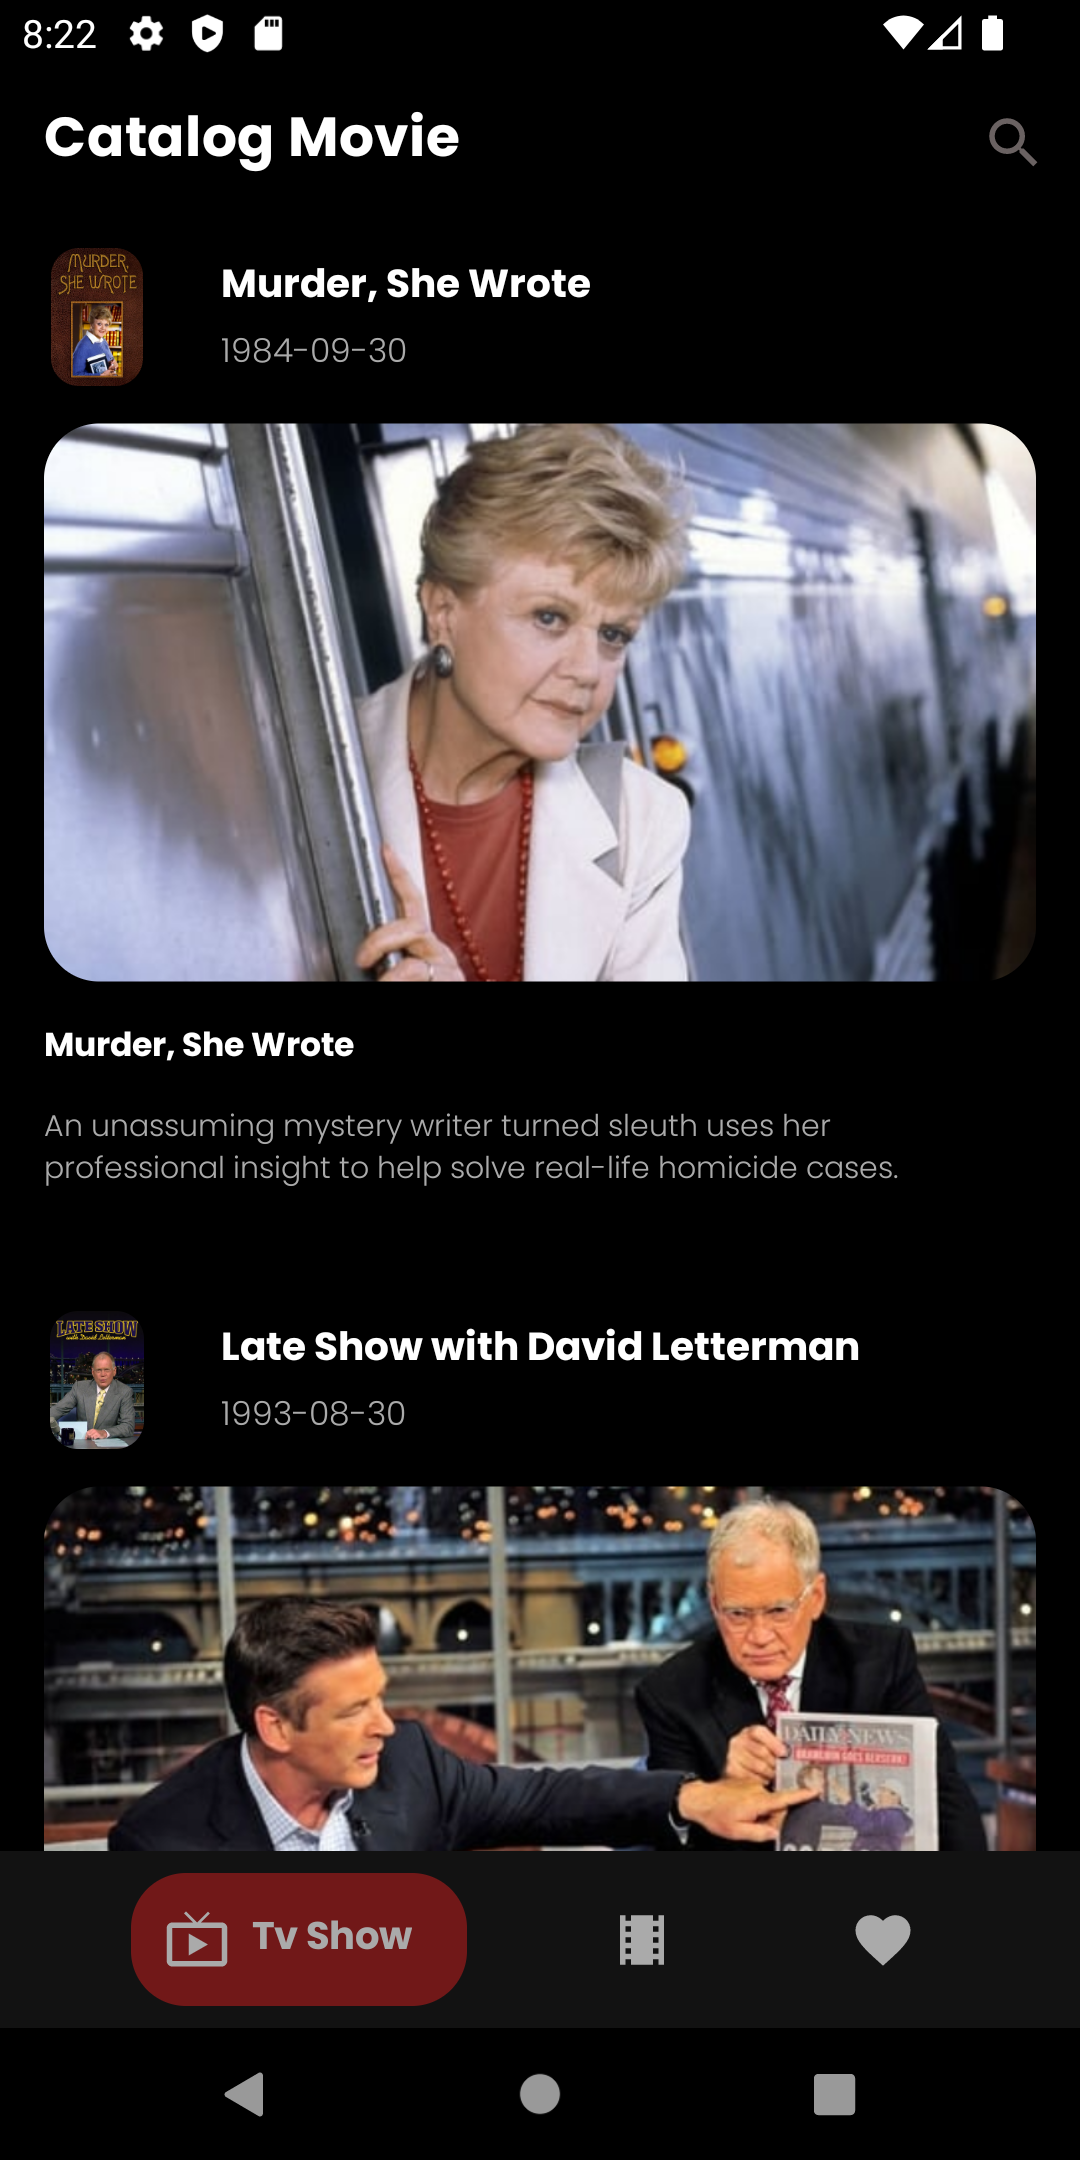 8:22
Catalog Movie
MURDER,
SHE WROTE
Murder, She Wrote
1984-09-30
Murder, She Wrote
An unassuming mystery writer turned sleuth uses her
professional insight to help solve real-life homicide cases.
LATE SHOW
with David Letterman
Late Show with David Letterman
1993-08-30
DAILY NEWS
Tv Show